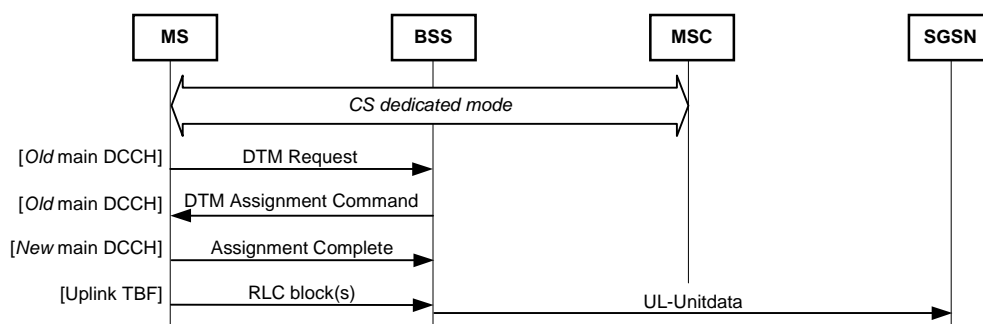 MS BSS MSC SGSN
CS dedicated mode
[Old main DCCH] DTM Request
[Old main DCCH] DTM Assignment Command
[New main DCCH] Assignment Complete
[Uplink TBF] RLC block(s)
UL-Unitdata